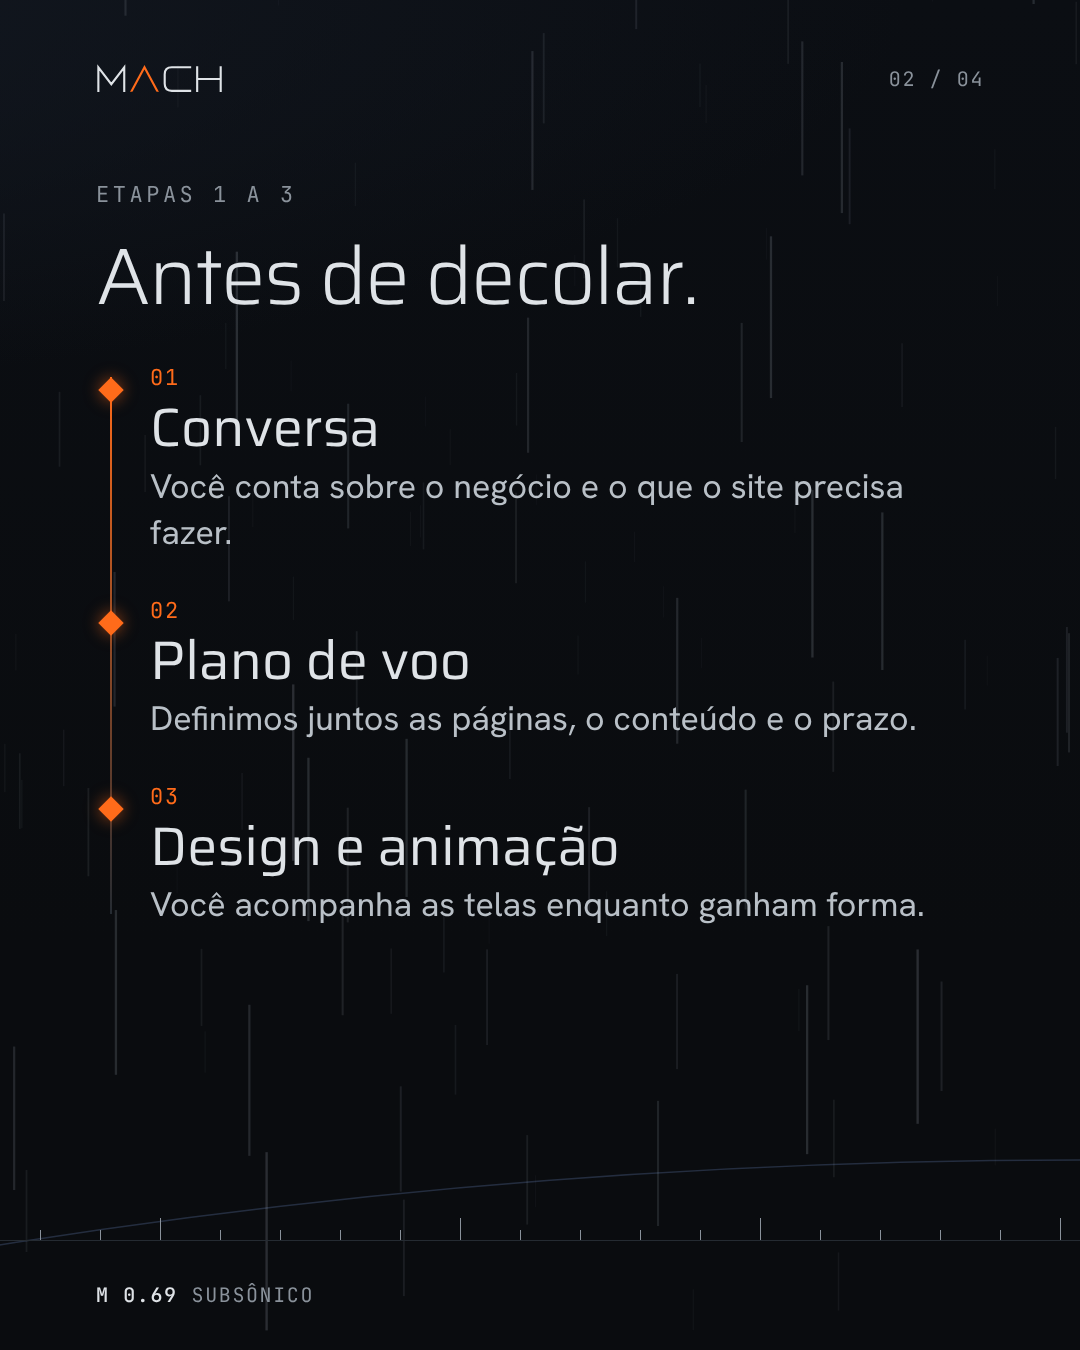 MACH
02 / 04
ETAPAS 1 A 3
Antes de decolar.
01
Conversa
Você conta sobre o negócio e o que o site precisa
fazer.
02
Plano de voo
Definimos juntos as páginas, o conteúdo e o prazo.
03
Design e animação
Você acompanha as telas enquanto ganham forma.
M 0.69 SUBSÔNICO